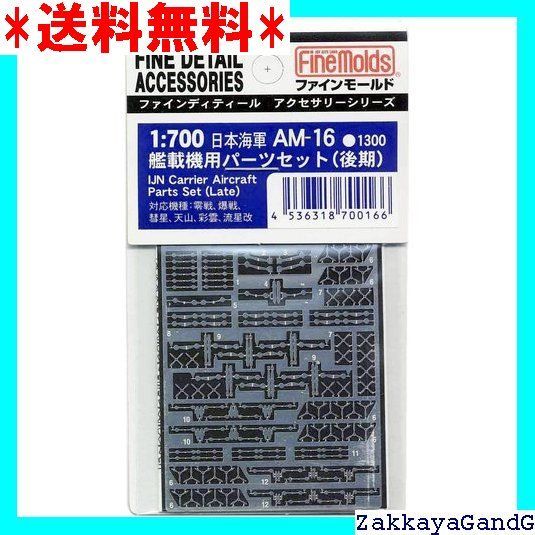 *送料無料*
FINE DETAIL
ACCESSORIES
FineMolds
ファインモールド
ファインディティール アクセサリーシリーズ
1:700 日本海軍 AM-16 ●1300
艦載機用パーツセット(後期)
IJN Carrier Aircraft
Parts Set (Late)
対応機種:零戦、爆戦、
彗星、天山、彩雲、流星改
4 536318 700166
ZakkayaGandG